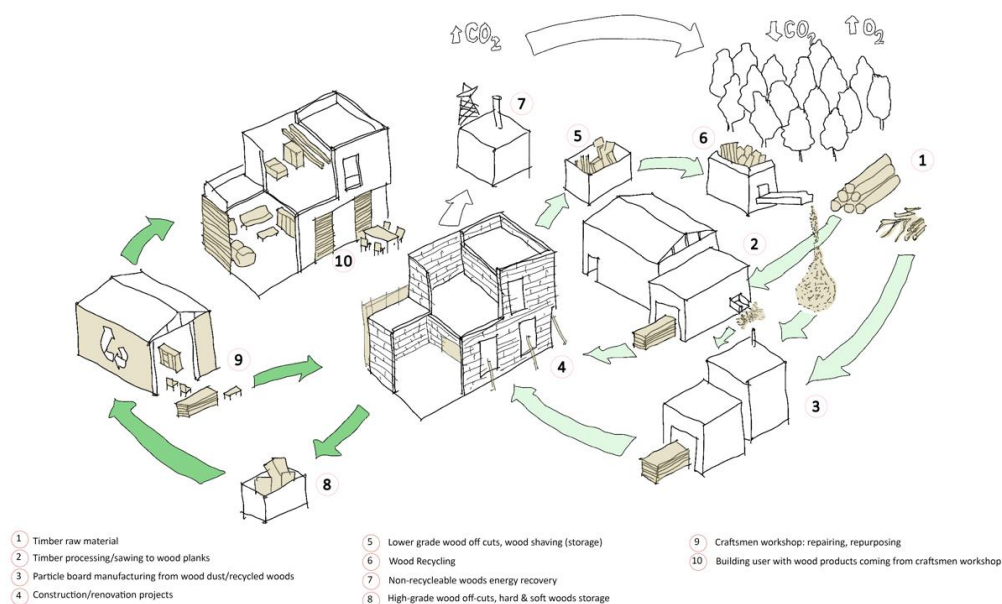 ↑CO₂
↓CO₂
↑O₂
7
5
6
1
2
10
9
4
3
8
1 Timber raw material
2 Timber processing/sawing to wood planks
3 Particle board manufacturing from wood dust/recycled woods
4 Construction/renovation projects
5 Lower grade wood off cuts, wood shaving (storage)
6 Wood Recycling
7 Non-recycleable woods energy recovery
8 High-grade wood off-cuts, hard & soft woods storage
9 Craftsmen workshop: repairing, repurposing
10 Building user with wood products coming from craftsmen workshop